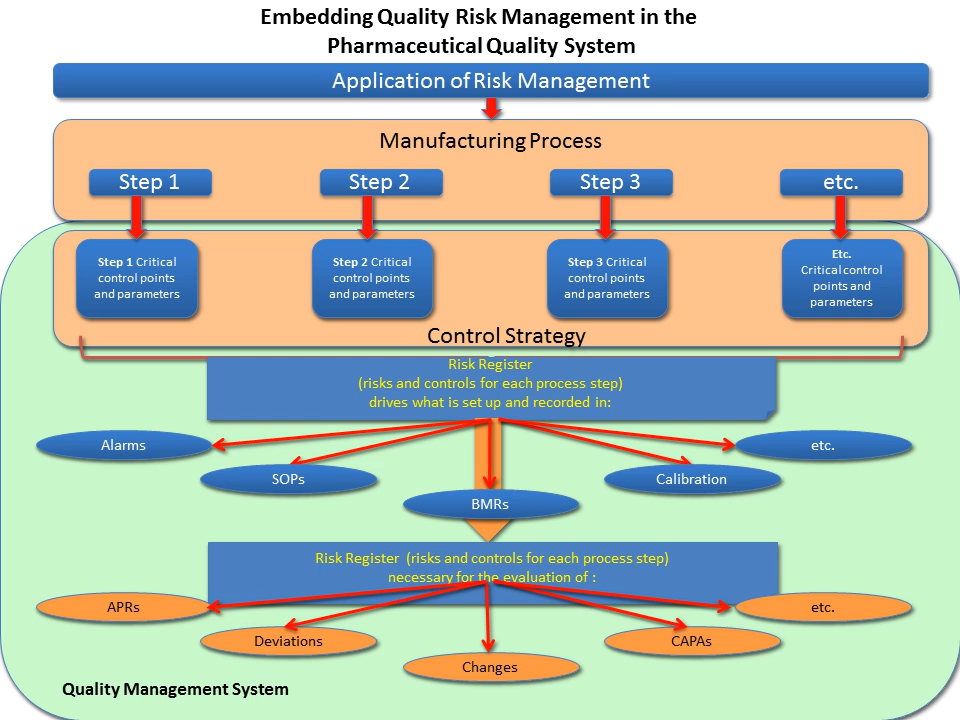 Embedding Quality Risk Management in the
Pharmaceutical Quality System
Application of Risk Management
Manufacturing Process
Step 1
Step 2
Step 3
etc.
Step 1 Critical
control points
and parameters
Step 2 Critical
control points
and parameters
Step 3 Critical
control points
and parameters
Etc.
Critical control
points and
parameters
Control Strategy
Risk Register
(risks and controls for each process step)
drives what is set up and recorded in:
Alarms
etc.
SOPs
Calibration
BMRs
Risk Register (risks and controls for each process step)
necessary for the evaluation of :
APRs
etc.
Deviations
CAPAs
Changes
Quality Management System